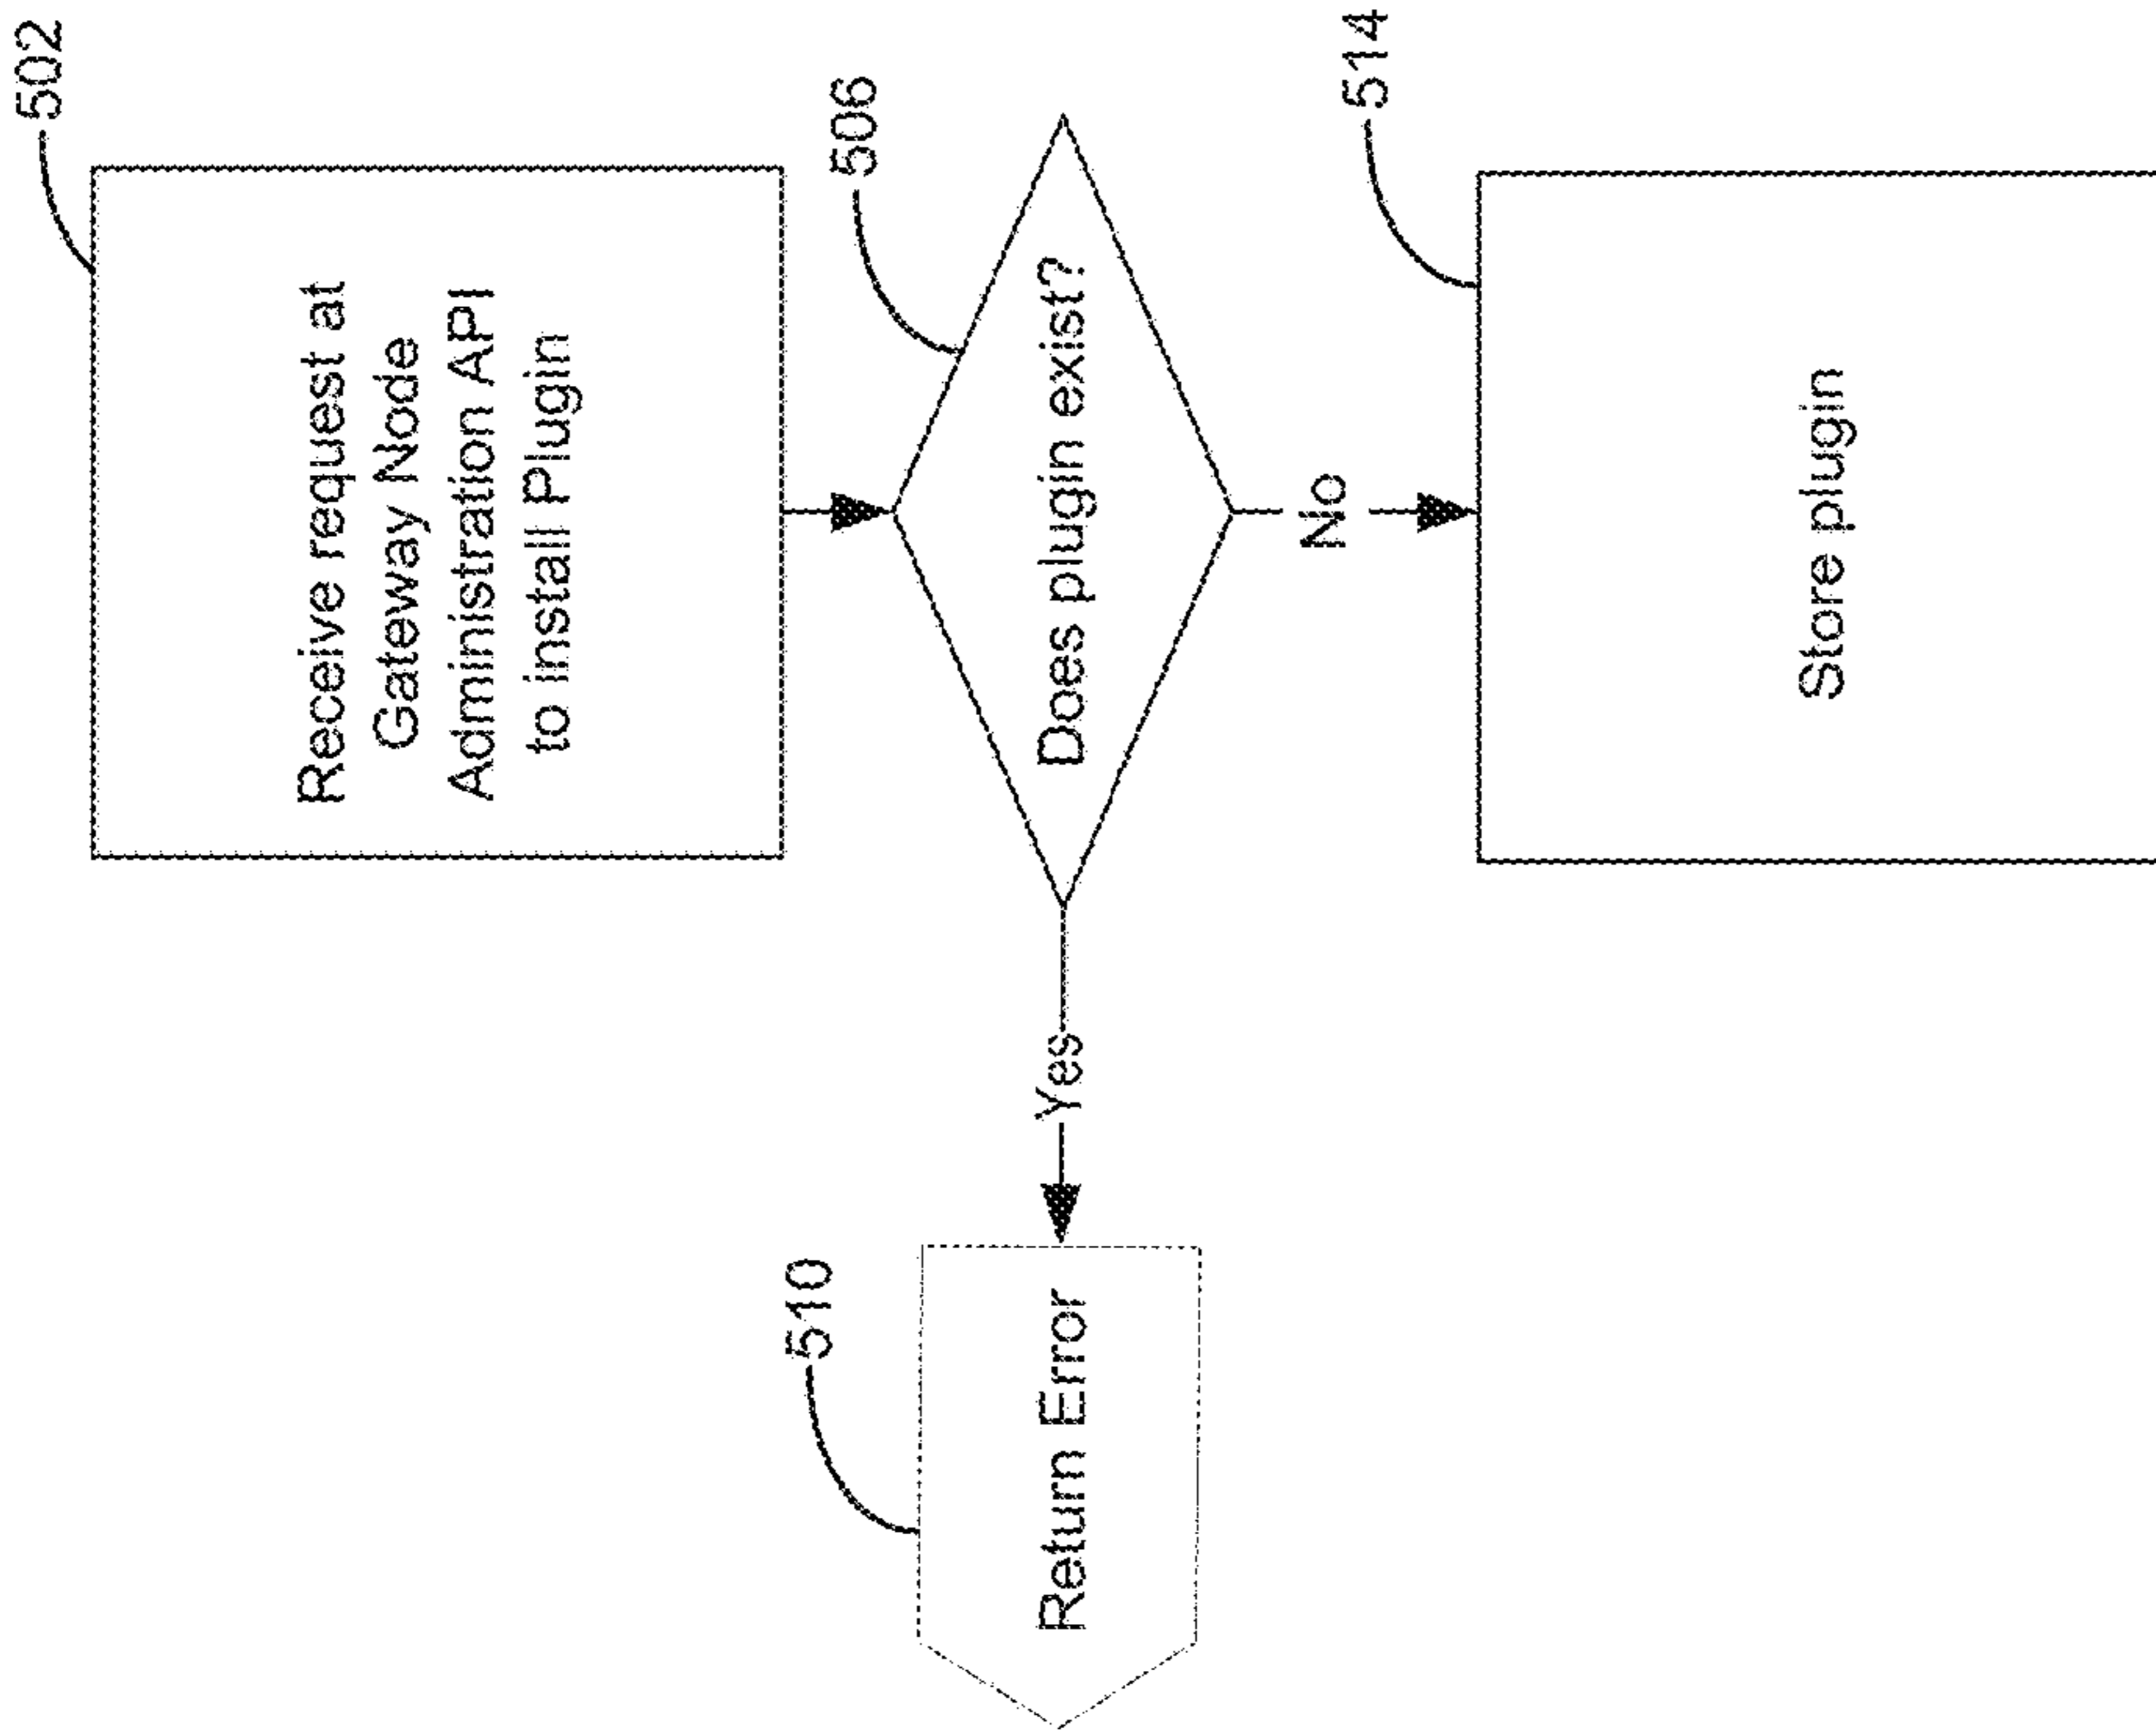 502
Receive request at
Gateway Node
Administration API
to install Plugin
506
Does plugin exist?
Yes
510
Return Error
No
514
Store plugin